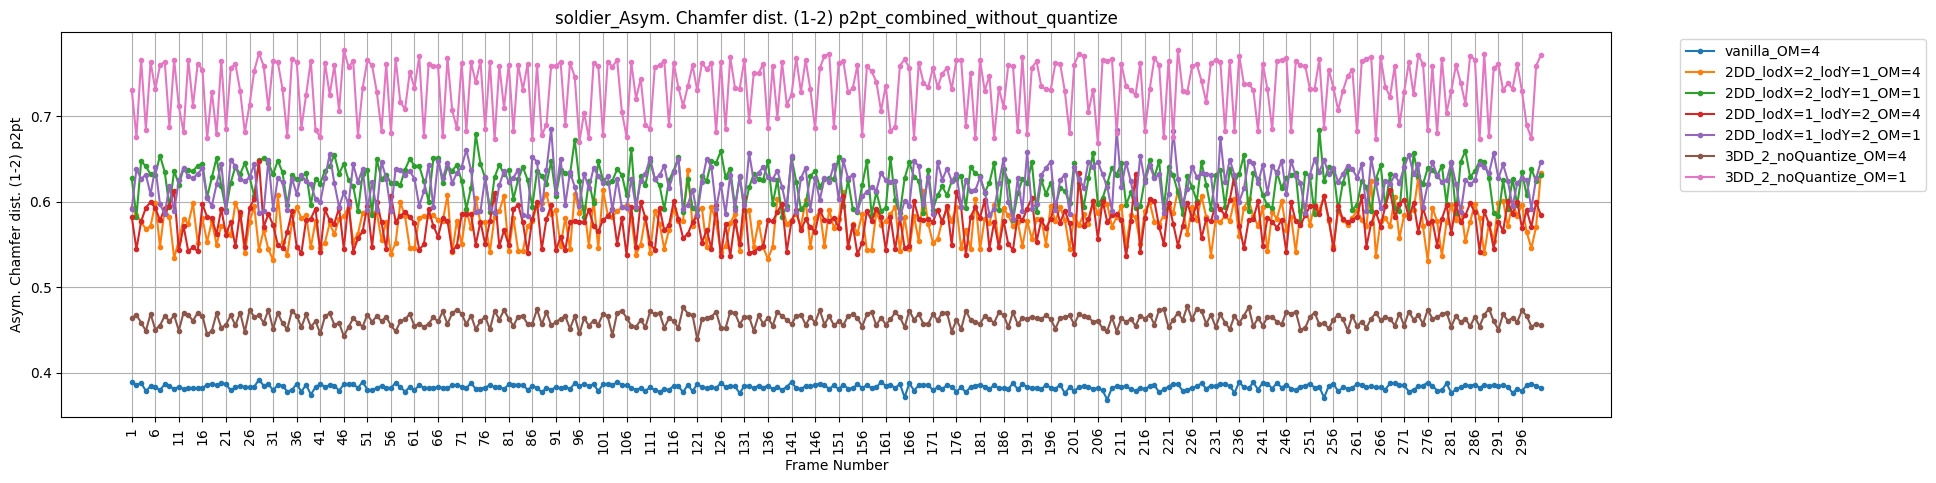 soldier_Asym. Chamfer dist. (1-2) p2pt_combined_without_quantize
Asym. Chamfer dist. (1-2) p2pt
0.7
0.6
0.5
0.4
1 6 11 16 21 26 31 36 41 46 51 56 61 66 71 76 81 86 91 96 101 106 111 116 121 126 131 136 141 146 151 156 161 166 171 176 181 186 191 196 201 206 211 216 221 226 231 236 241 246 251 256 261 266 271 276 281 286 291 296
Frame Number
vanilla_OM=4
2DD_lodX=2_lodY=1_OM=4
2DD_lodX=2_lodY=1_OM=1
2DD_lodX=1_lodY=2_OM=4
2DD_lodX=1_lodY=2_OM=1
3DD_2_noQuantize_OM=4
3DD_2_noQuantize_OM=1